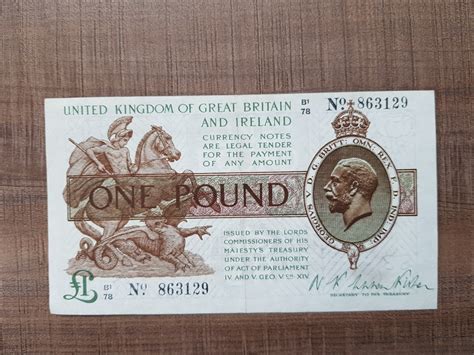 UNITED KINGDOM OF GREAT BRITAIN
AND IRELAND
B1
78
No 863129
CURRENCY NOTES
ARE LEGAL TENDER
FOR THE PAYMENT
OF ANY AMOUNT
ONE POUND
GEORGIVS V D. G. BRITT: OMN: REX F. D. IND. IMP.
ISSUED BY THE LORDS
COMMISSIONERS OF HIS
MAJESTY'S TREASURY
UNDER THE
AUTHORITY OF ACT OF PARLIAMENT
IV AND V GEO. V CH. XIV
£1
B1
78
No 863129
SECRETARY TO THE TREASURY